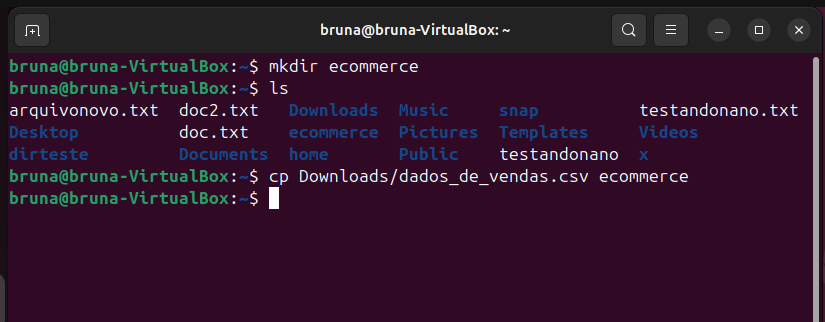 bruna@bruna-VirtualBox: ~
bruna@bruna-VirtualBox:~$ mkdir ecommerce
bruna@bruna-VirtualBox:~$ ls
arquivonovo.txt  doc2.txt   Downloads  Music     snap          testandonano.txt
Desktop          doc.txt    ecommerce  Pictures  Templates     Videos
dirteste         Documents  home       Public    testandonano  x
bruna@bruna-VirtualBox:~$ cp Downloads/dados_de_vendas.csv ecommerce
bruna@bruna-VirtualBox:~$